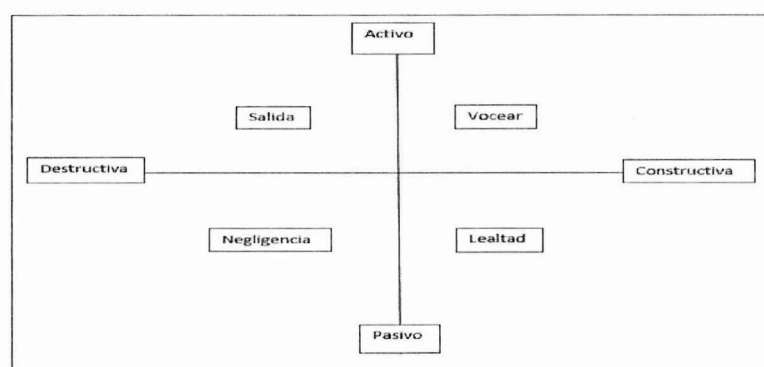 Activo
Salida
Vocear
Destructiva
Constructiva
Negligencia
Lealtad
Pasivo